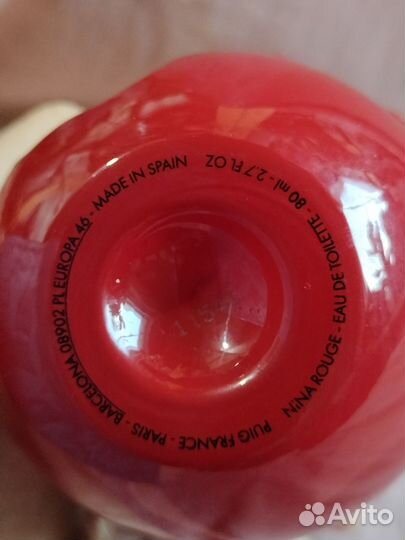 NINA ROUGE - EAU DE TOILETTE - 80 ml - 2.7 FL OZ
PUIG FRANCE - PARIS - BARCELONA 08902 PL EUROPA 46 - MADE IN SPAIN
Avito